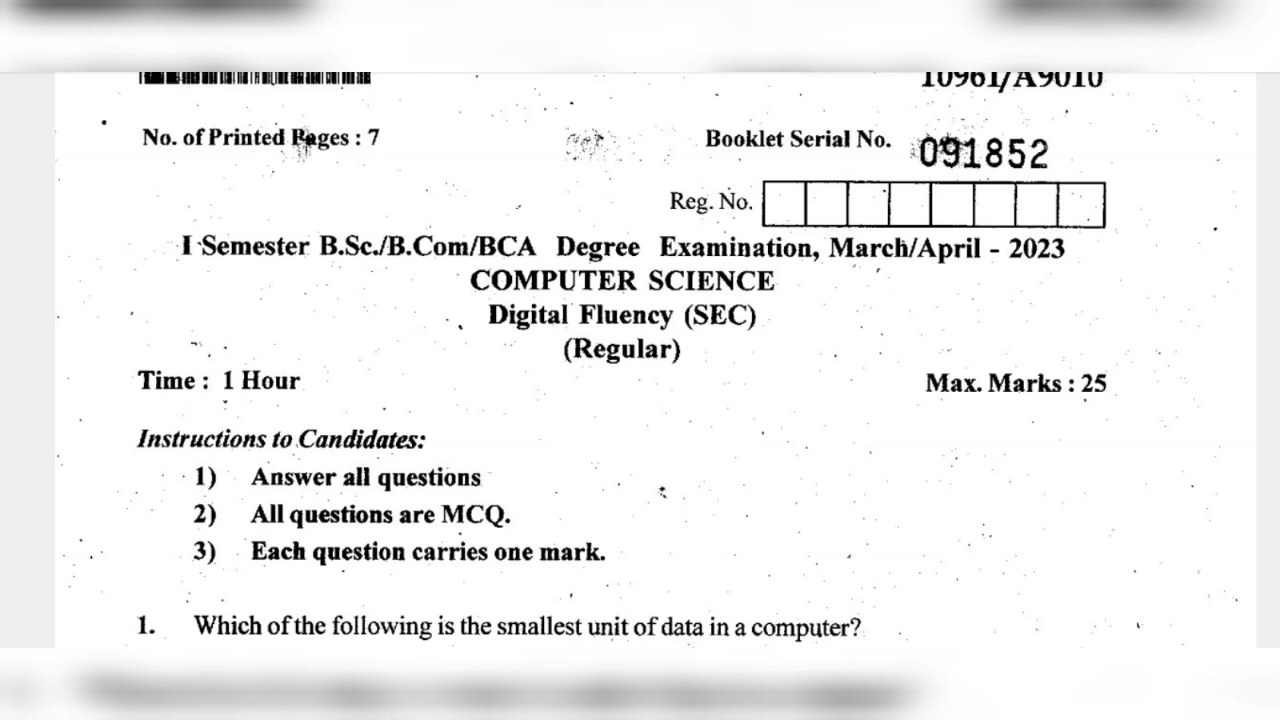 10961/A9010
No. of Printed Pages : 7
Booklet Serial No. 091852
Reg. No.
I Semester B.Sc./B.Com/BCA Degree Examination, March/April - 2023
COMPUTER SCIENCE
Digital Fluency (SEC)
(Regular)
Time : 1 Hour
Max. Marks : 25
Instructions to Candidates:
1) Answer all questions
2) All questions are MCQ.
3) Each question carries one mark.
1. Which of the following is the smallest unit of data in a computer?